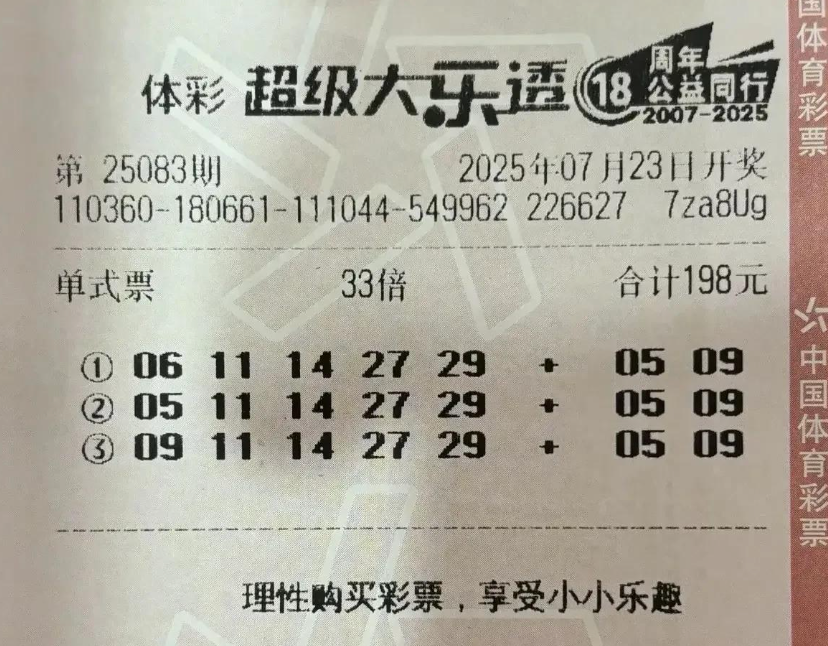 体彩 超级大乐透 18 周年 公益同行 2007-2025
第 25083期 2025年07月23日开奖
110360-180661-111044-549962 226627 7za8Ug
单式票 33倍 合计198元
① 06 11 14 27 29 + 05 09
② 05 11 14 27 29 + 05 09
③ 09 11 14 27 29 + 05 09
理性购买彩票，享受小小乐趣
国体育彩票
中国体育彩票